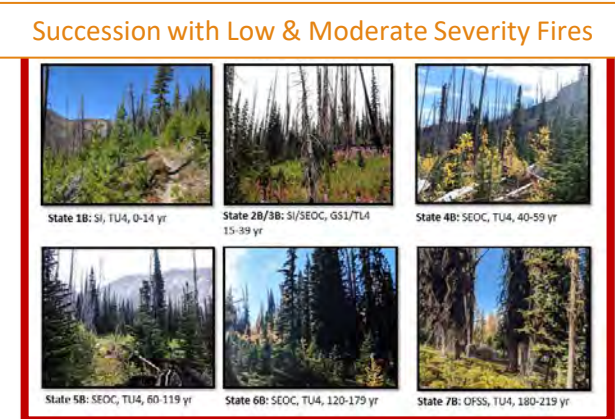 Succession with Low & Moderate Severity Fires
State 1B: SI, TU4, 0-14 yr
State 2B/3B: SI/SEOC, GS1/TL4
15-39 yr
State 4B: SEOC, TU4, 40-59 yr
State 5B: SEOC, TU4, 60-119 yr
State 6B: SEOC, TU4, 120-179 yr
State 7B: OFSS, TU4, 180-219 yr